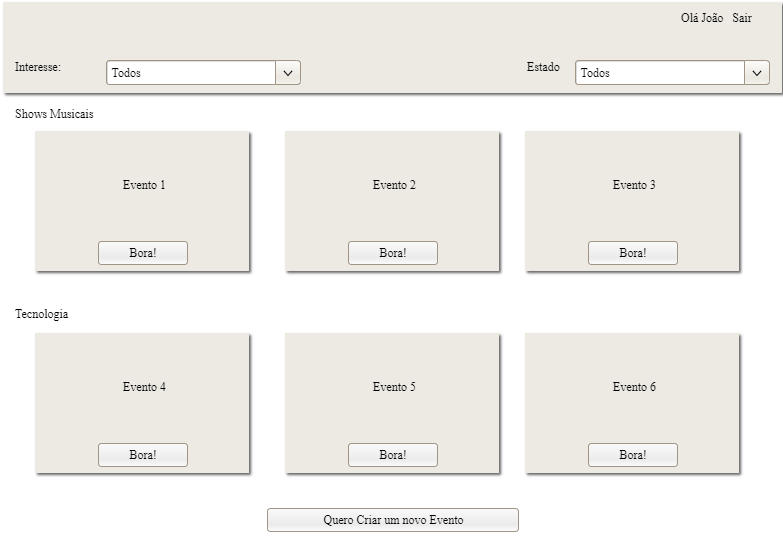 Olá João Sair
Interesse: Todos Estado Todos
Shows Musicais
Evento 1 Evento 2 Evento 3
Bora! Bora! Bora!
Tecnologia
Evento 4 Evento 5 Evento 6
Bora! Bora! Bora!
Quero Criar um novo Evento